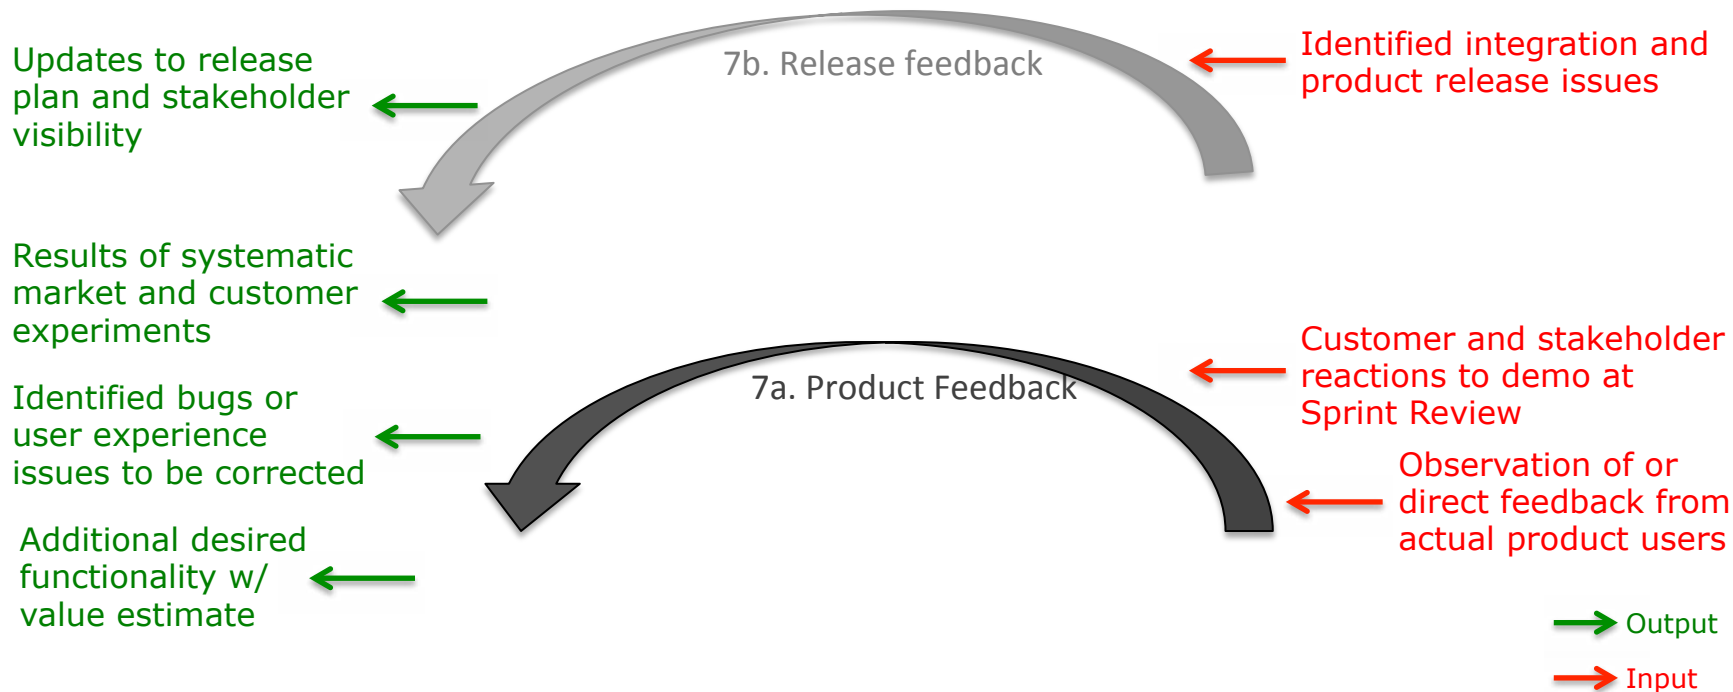 Updates to release
plan and stakeholder
visibility
7b. Release feedback
Identified integration and
product release issues
Results of systematic
market and customer
experiments
Identified bugs or
user experience
issues to be corrected
7a. Product Feedback
Customer and stakeholder
reactions to demo at
Sprint Review
Observation of or
direct feedback from
actual product users
Additional desired
functionality w/
value estimate
Output
Input